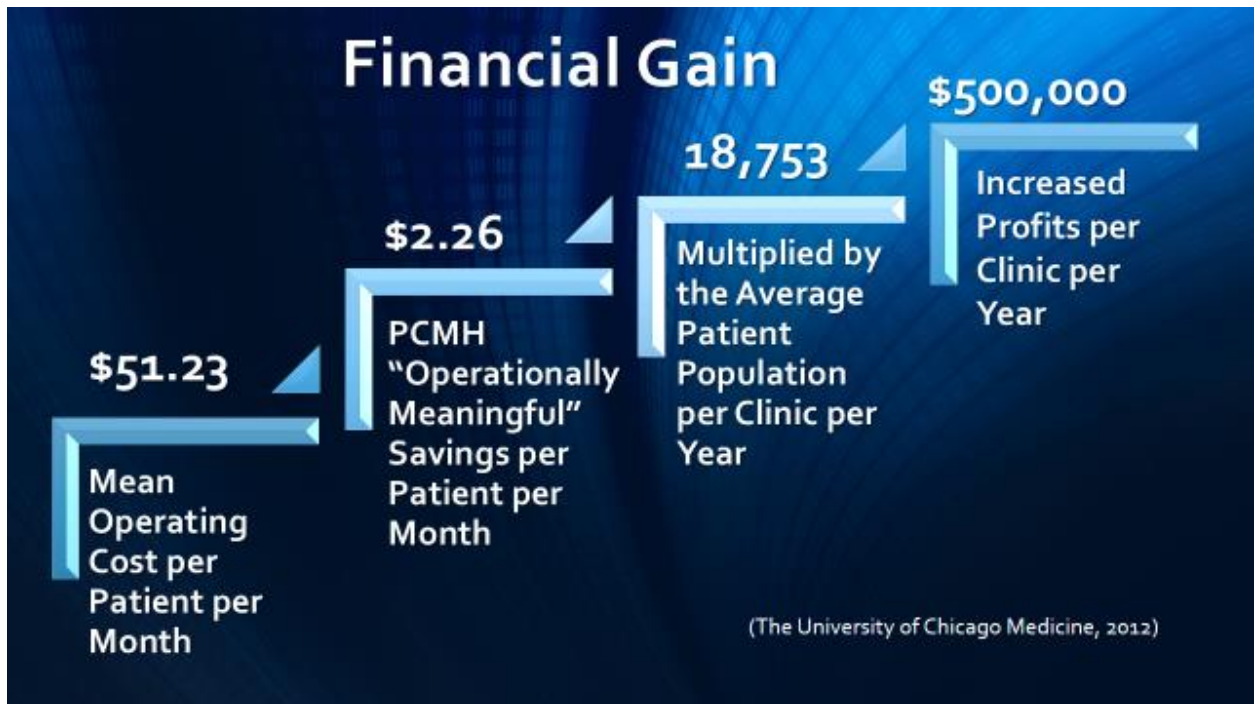 Financial Gain
$51.23
Mean
Operating
Cost per
Patient per
Month
$2.26
PCMH
“Operationally
Meaningful”
Savings per
Patient per
Month
18,753
Multiplied by
the Average
Patient
Population
per Clinic per
Year
$500,000
Increased
Profits per
Clinic per
Year
(The University of Chicago Medicine, 2012)